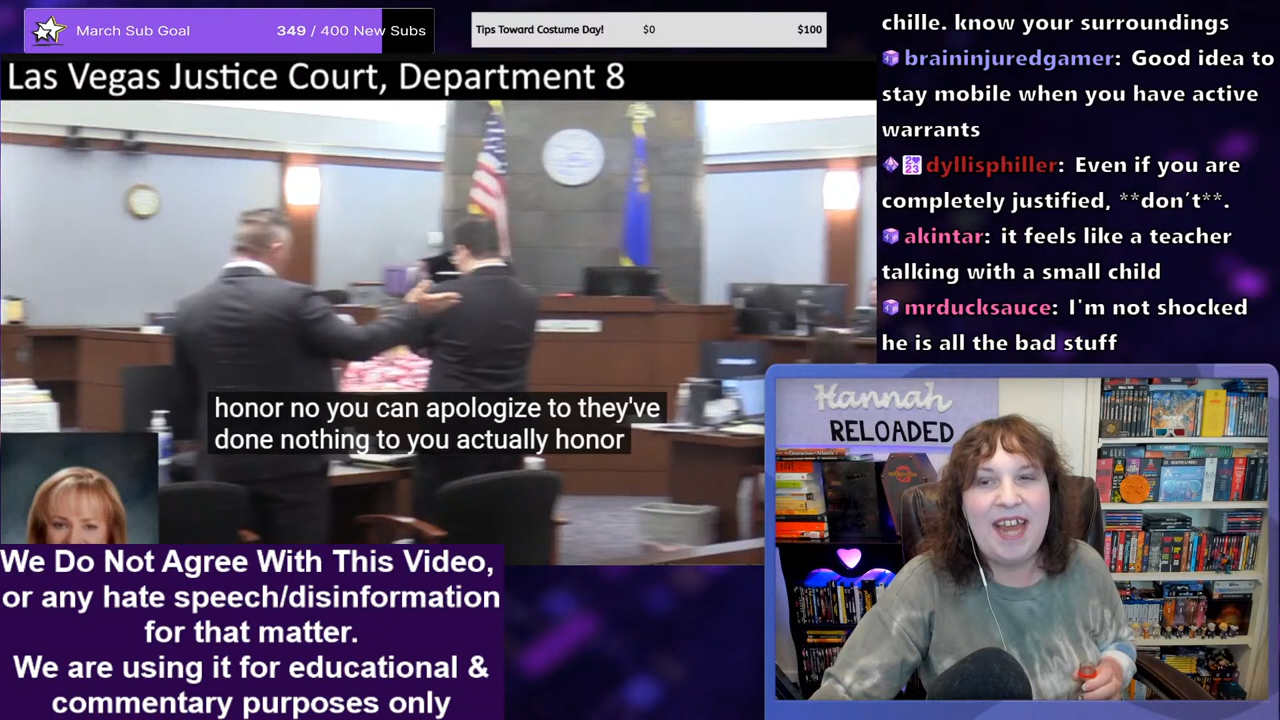 March Sub Goal
349 / 400 New Subs
Tips Toward Costume Day!
$0
$100
Las Vegas Justice Court, Department 8
honor no you can apologize to they've
done nothing to you actually honor
We Do Not Agree With This Video,
or any hate speech/disinformation
for that matter.
We are using it for educational &
commentary purposes only
chille. know your surroundings
braininjuredgamer: Good idea to
stay mobile when you have active
warrants
23
dyllisphiller: Even if you are
completely justified, **don't**.
akintar: it feels like a teacher
talking with a small child
mrducksauce: I'm not shocked
he is all the bad stuff
Hannah
RELOADED